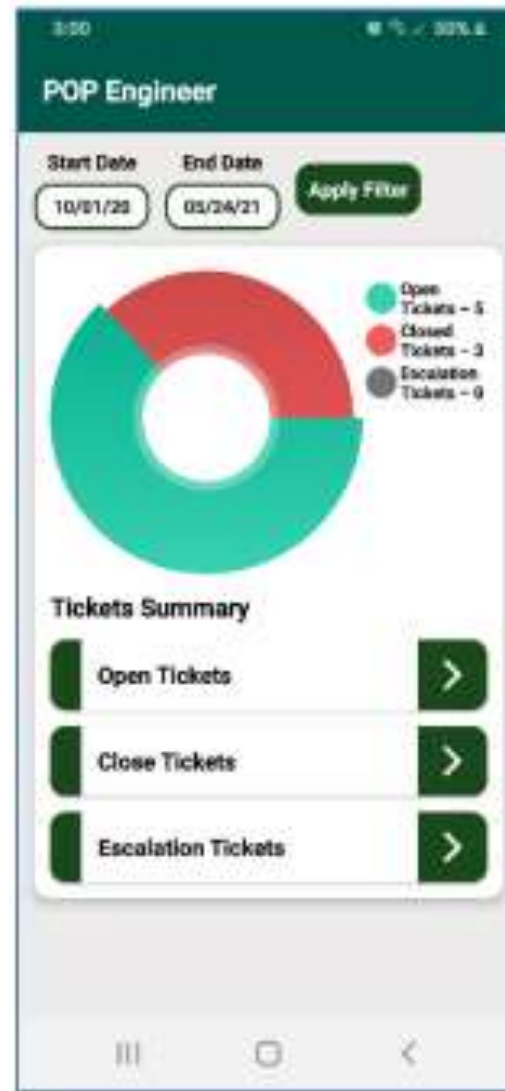 3:00
POP Engineer
Start Date End Date
10/01/20 05/24/21 Apply Filter
Open
Tickets - 5
Closed
Tickets - 3
Escalation
Tickets - 0
Tickets Summary
Open Tickets
Close Tickets
Escalation Tickets